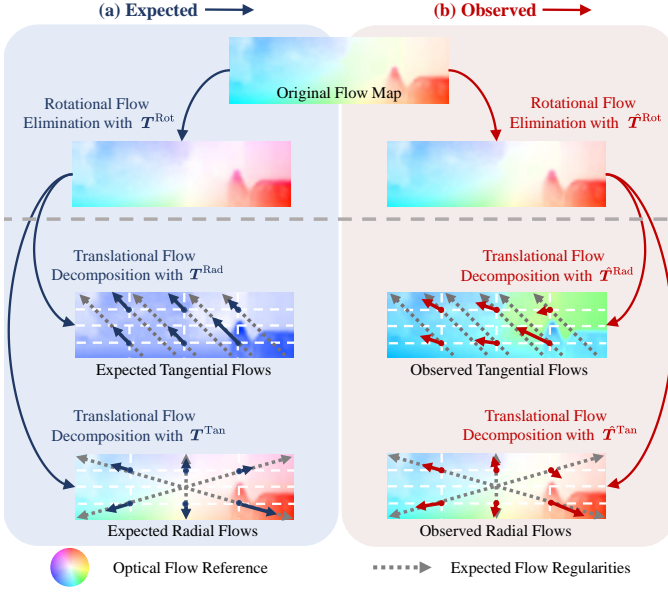 (a) Expected
(b) Observed
Original Flow Map
Rotational Flow
Elimination with T^Rot
Rotational Flow
Elimination with T̂^Rot
Translational Flow
Decomposition with T^Rad
Translational Flow
Decomposition with T̂^Rad
Expected Tangential Flows
Observed Tangential Flows
Translational Flow
Decomposition with T^Tan
Translational Flow
Decomposition with T̂^Tan
Expected Radial Flows
Observed Radial Flows
Optical Flow Reference
Expected Flow Regularities